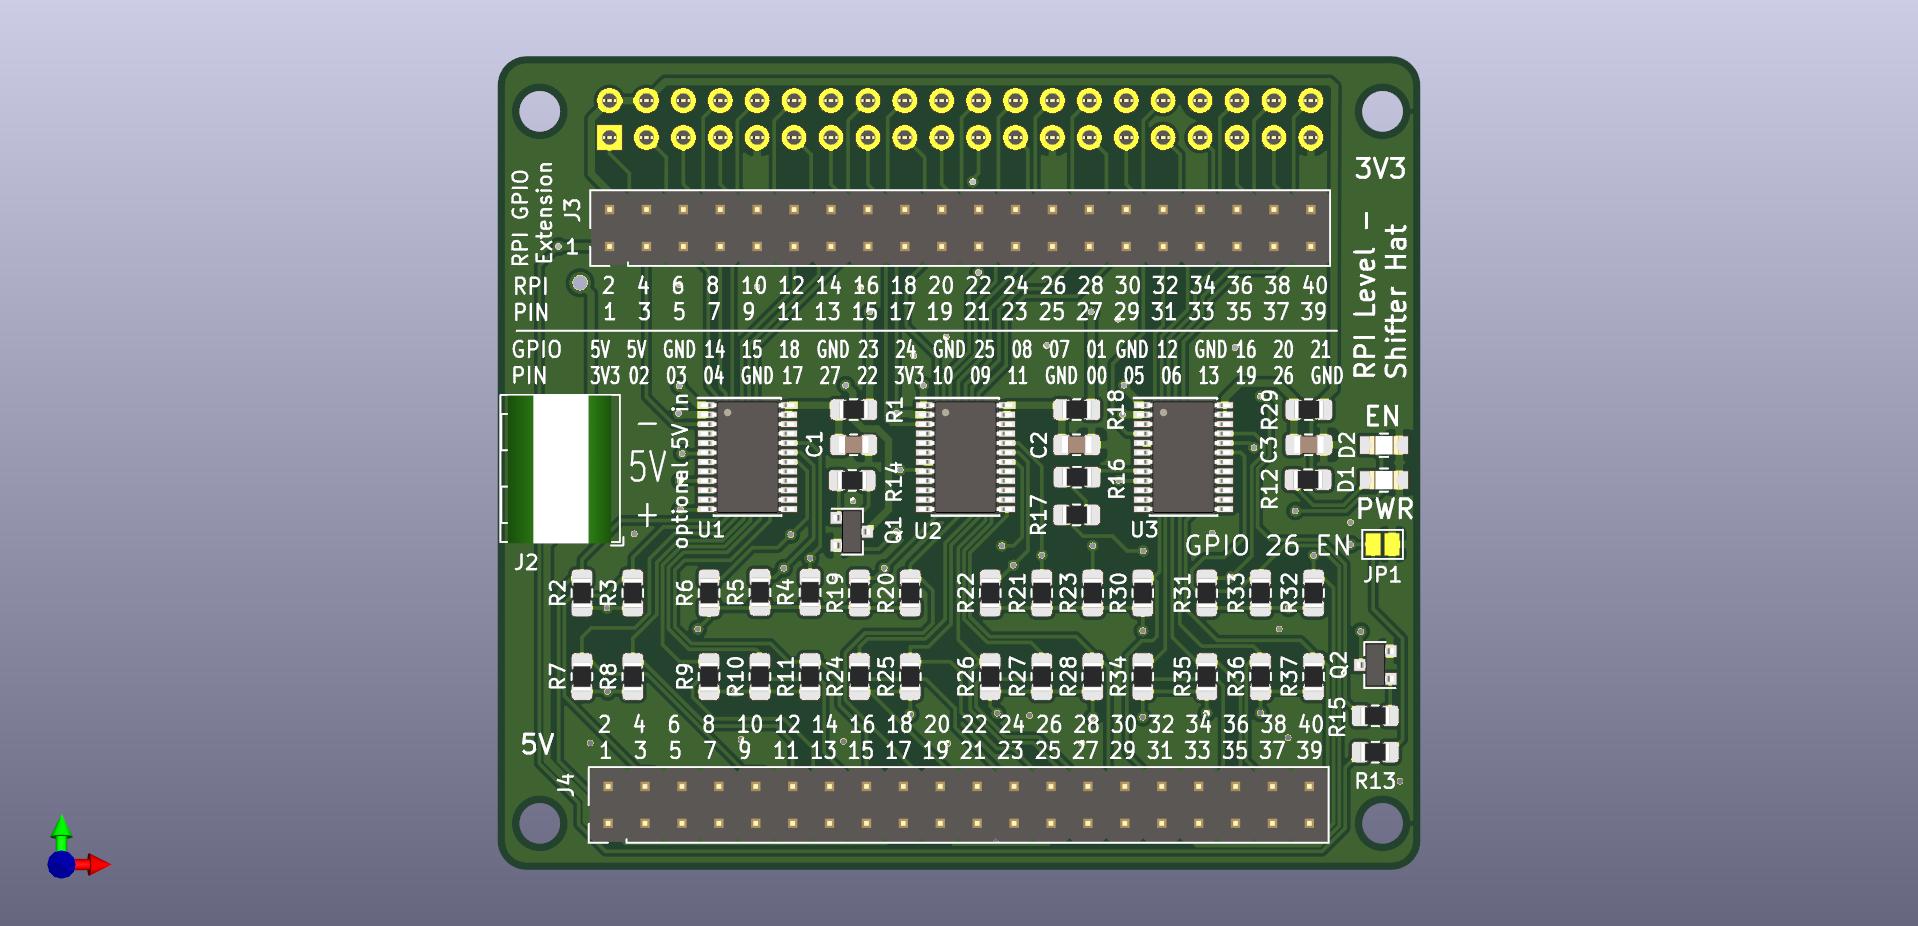 3V3
RPI GPIO
Extension
J3
1
RPI Level -
Shifter Hat
RPI 2 4 6 8 10 12 14 16 18 20 22 24 26 28 30 32 34 36 38 40
PIN 1 3 5 7 9 11 13 15 17 19 21 23 25 27 29 31 33 35 37 39
GPIO 5V 5V GND 14 15 18 GND 23 24 GND 25 08 07 01 GND 12 GND 16 20 21
PIN 3V3 02 03 04 GND 17 27 22 3V3 10 09 11 GND 00 05 06 13 19 26 GND
- 5V +
optional 5V in
J2
U1
C1
R1
R14
Q1
U2
C2
R18
R16
R17
U3
R29
C3
R12
EN
D2
D1
PWR
GPIO 26 EN
JP1
R2 R3 R6 R5 R4 R19 R20 R22 R21 R23 R30 R31 R33 R32
R7 R8 R9 R10 R11 R24 R25 R26 R27 R28 R34 R35 R36 R37
Q2
R15
R13
5V
2 4 6 8 10 12 14 16 18 20 22 24 26 28 30 32 34 36 38 40
1 3 5 7 9 11 13 15 17 19 21 23 25 27 29 31 33 35 37 39
J4